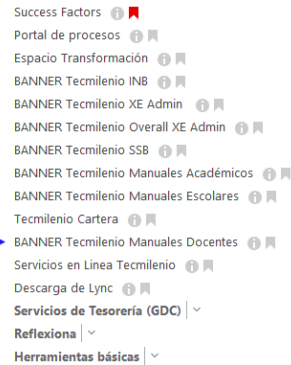 Success Factors
Portal de procesos
Espacio Transformación
BANNER Tecmilenio INB
BANNER Tecmilenio XE Admin
BANNER Tecmilenio Overall XE Admin
BANNER Tecmilenio SSB
BANNER Tecmilenio Manuales Académicos
BANNER Tecmilenio Manuales Escolares
Tecmilenio Cartera
BANNER Tecmilenio Manuales Docentes
Servicios en Linea Tecmilenio
Descarga de Lync
Servicios de Tesorería (GDC)
Reflexiona
Herramientas básicas